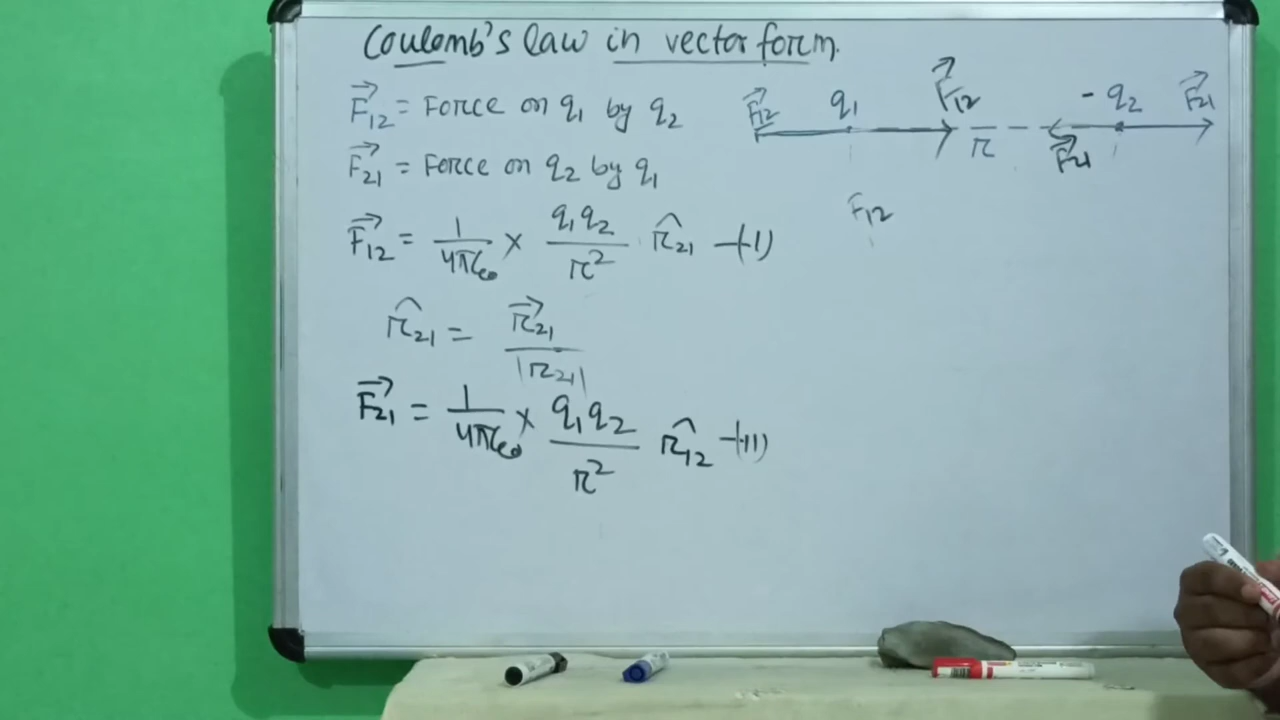 Coulomb's law in vector form.
F⃗12 = Force on q1 by q2
F⃗21 = Force on q2 by q1
F⃗12 = 1/4πε0 × q1q2/r² r̂21 —(I)
r̂21 = r⃗21/|r21|
F⃗21 = 1/4πε0 × q1q2/r² r̂12 —(II)
F⃗12 q1 F⃗12 - q2 F⃗21
r F⃗21
F12